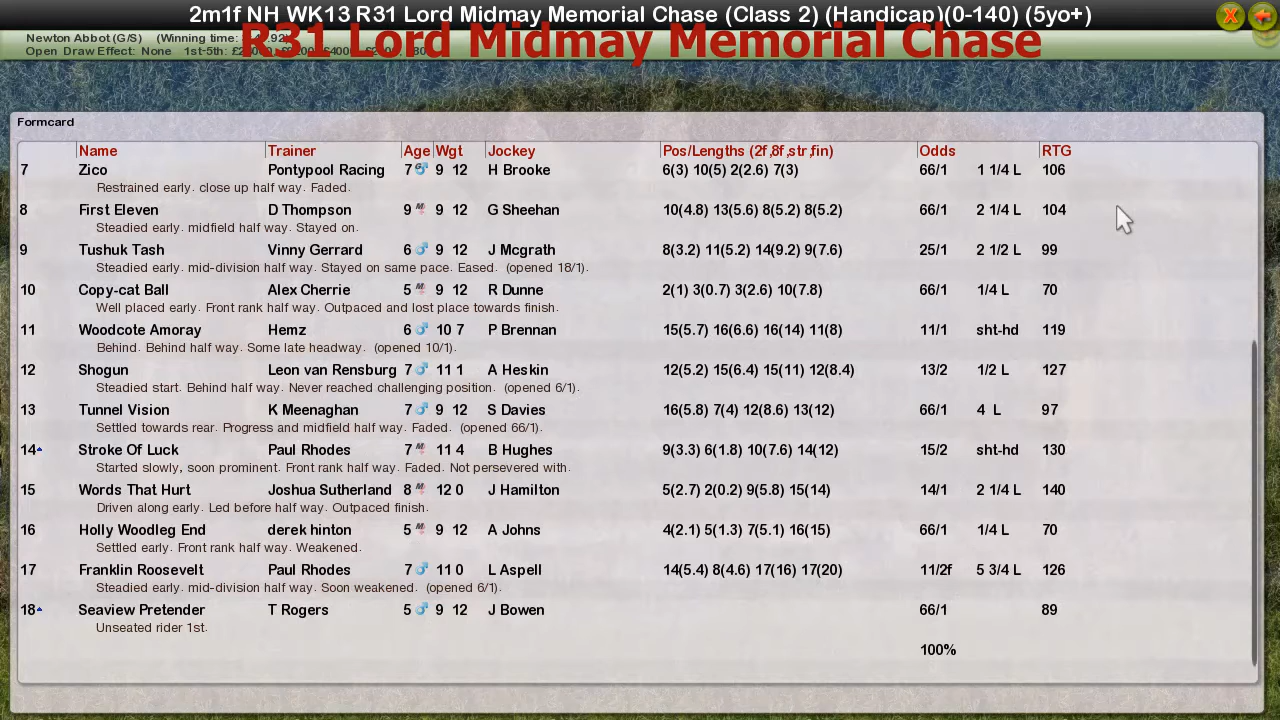 2m1f NH WK13 R31 Lord Midmay Memorial Chase (Class 2) (Handicap)(0-140) (5yo+)
R31 Lord Midmay Memorial Chase
Newton Abbot (G/S) (Winning time:
Open Draw Effect: None 1st-5th:
Formcard
Name Trainer Age Wgt Jockey Pos/Lengths (2f,8f,str,fin) Odds RTG
7 Zico Pontypool Racing 7 9 12 H Brooke 6(3) 10(5) 2(2.6) 7(3) 66/1 1 1/4 L 106
Restrained early. close up half way. Faded.
8 First Eleven D Thompson 9 9 12 G Sheehan 10(4.8) 13(5.6) 8(5.2) 8(5.2) 66/1 2 1/4 L 104
Steadied early. midfield half way. Stayed on.
9 Tushuk Tash Vinny Gerrard 6 9 12 J Mcgrath 8(3.2) 11(5.2) 14(9.2) 9(7.6) 25/1 2 1/2 L 99
Steadied early. mid-division half way. Stayed on same pace. Eased. (opened 18/1).
10 Copy-cat Ball Alex Cherrie 5 9 12 R Dunne 2(1) 3(0.7) 3(2.6) 10(7.8) 66/1 1/4 L 70
Well placed early. Front rank half way. Outpaced and lost place towards finish.
11 Woodcote Amoray Hemz 6 10 7 P Brennan 15(5.7) 16(6.6) 16(14) 11(8) 11/1 sht-hd 119
Behind. Behind half way. Some late headway. (opened 10/1).
12 Shogun Leon van Rensburg 7 11 1 A Heskin 12(5.2) 15(6.4) 15(11) 12(8.4) 13/2 1/2 L 127
Steadied start. Behind half way. Never reached challenging position. (opened 6/1).
13 Tunnel Vision K Meenaghan 7 9 12 S Davies 16(5.8) 7(4) 12(8.6) 13(12) 66/1 4 L 97
Settled towards rear. Progress and midfield half way. Faded. (opened 66/1).
14 Stroke Of Luck Paul Rhodes 7 11 4 B Hughes 9(3.3) 6(1.8) 10(7.6) 14(12) 15/2 sht-hd 130
Started slowly, soon prominent. Front rank half way. Faded. Not persevered with.
15 Words That Hurt Joshua Sutherland 8 12 0 J Hamilton 5(2.7) 2(0.2) 9(5.8) 15(14) 14/1 2 1/4 L 140
Driven along early. Led before half way. Outpaced finish.
16 Holly Woodleg End derek hinton 5 9 12 A Johns 4(2.1) 5(1.3) 7(5.1) 16(15) 66/1 1/4 L 70
Settled early. Front rank half way. Weakened.
17 Franklin Roosevelt Paul Rhodes 7 11 0 L Aspell 14(5.4) 8(4.6) 17(16) 17(20) 11/2f 5 3/4 L 126
Steadied early. mid-division half way. Soon weakened. (opened 6/1).
18 Seaview Pretender T Rogers 5 9 12 J Bowen 66/1 89
Unseated rider 1st.
100%